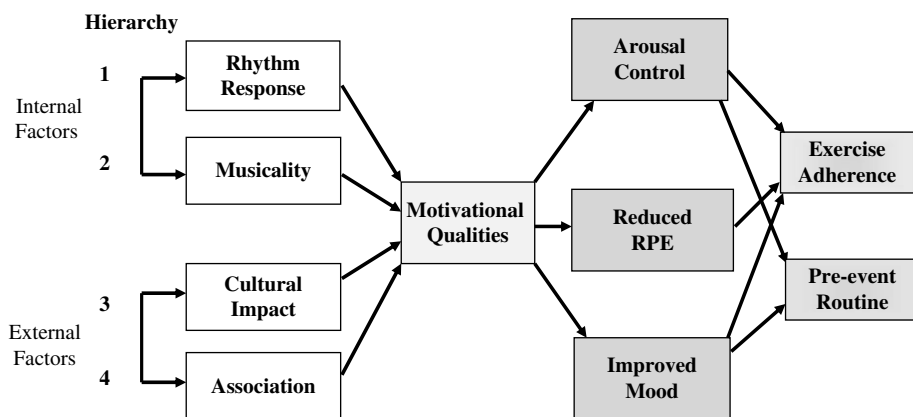 Hierarchy
1
Rhythm
Response
Internal
Factors
2
Musicality
3
Cultural
Impact
External
Factors
4
Association
Motivational
Qualities
Arousal
Control
Reduced
RPE
Improved
Mood
Exercise
Adherence
Pre-event
Routine